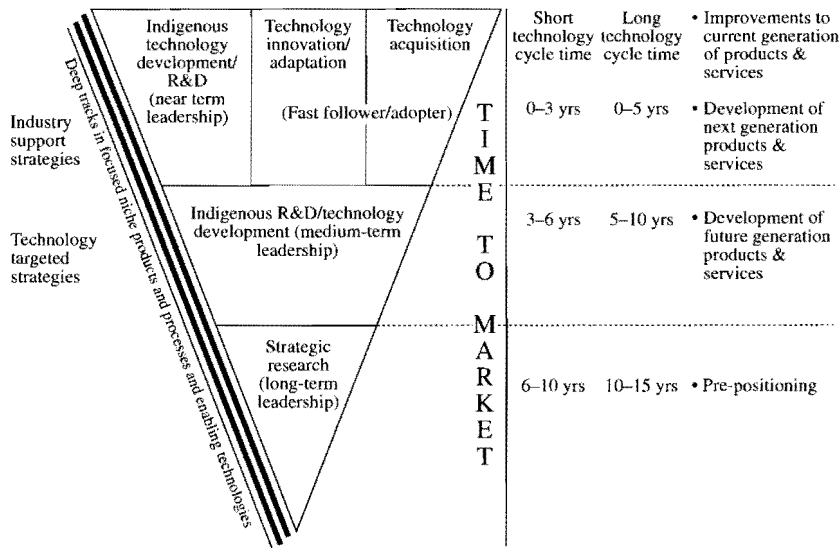 Indigenous
technology
development/
R&D
(near term
leadership)
Technology
innovation/
adaptation
Technology
acquisition
(Fast follower/adopter)
Industry
support
strategies
Technology
targeted
strategies
Deep tracks in focused niche products and processes and enabling technologies
Indigenous R&D/technology
development (medium-term
leadership)
Strategic
research
(long-term
leadership)
TIME TO MARKET
Short
technology
cycle time
Long
technology
cycle time
0–3 yrs
0–5 yrs
3–6 yrs
5–10 yrs
6–10 yrs
10–15 yrs
• Improvements to
current generation
of products &
services
• Development of
next generation
products &
services
• Development of
future generation
products &
services
• Pre-positioning